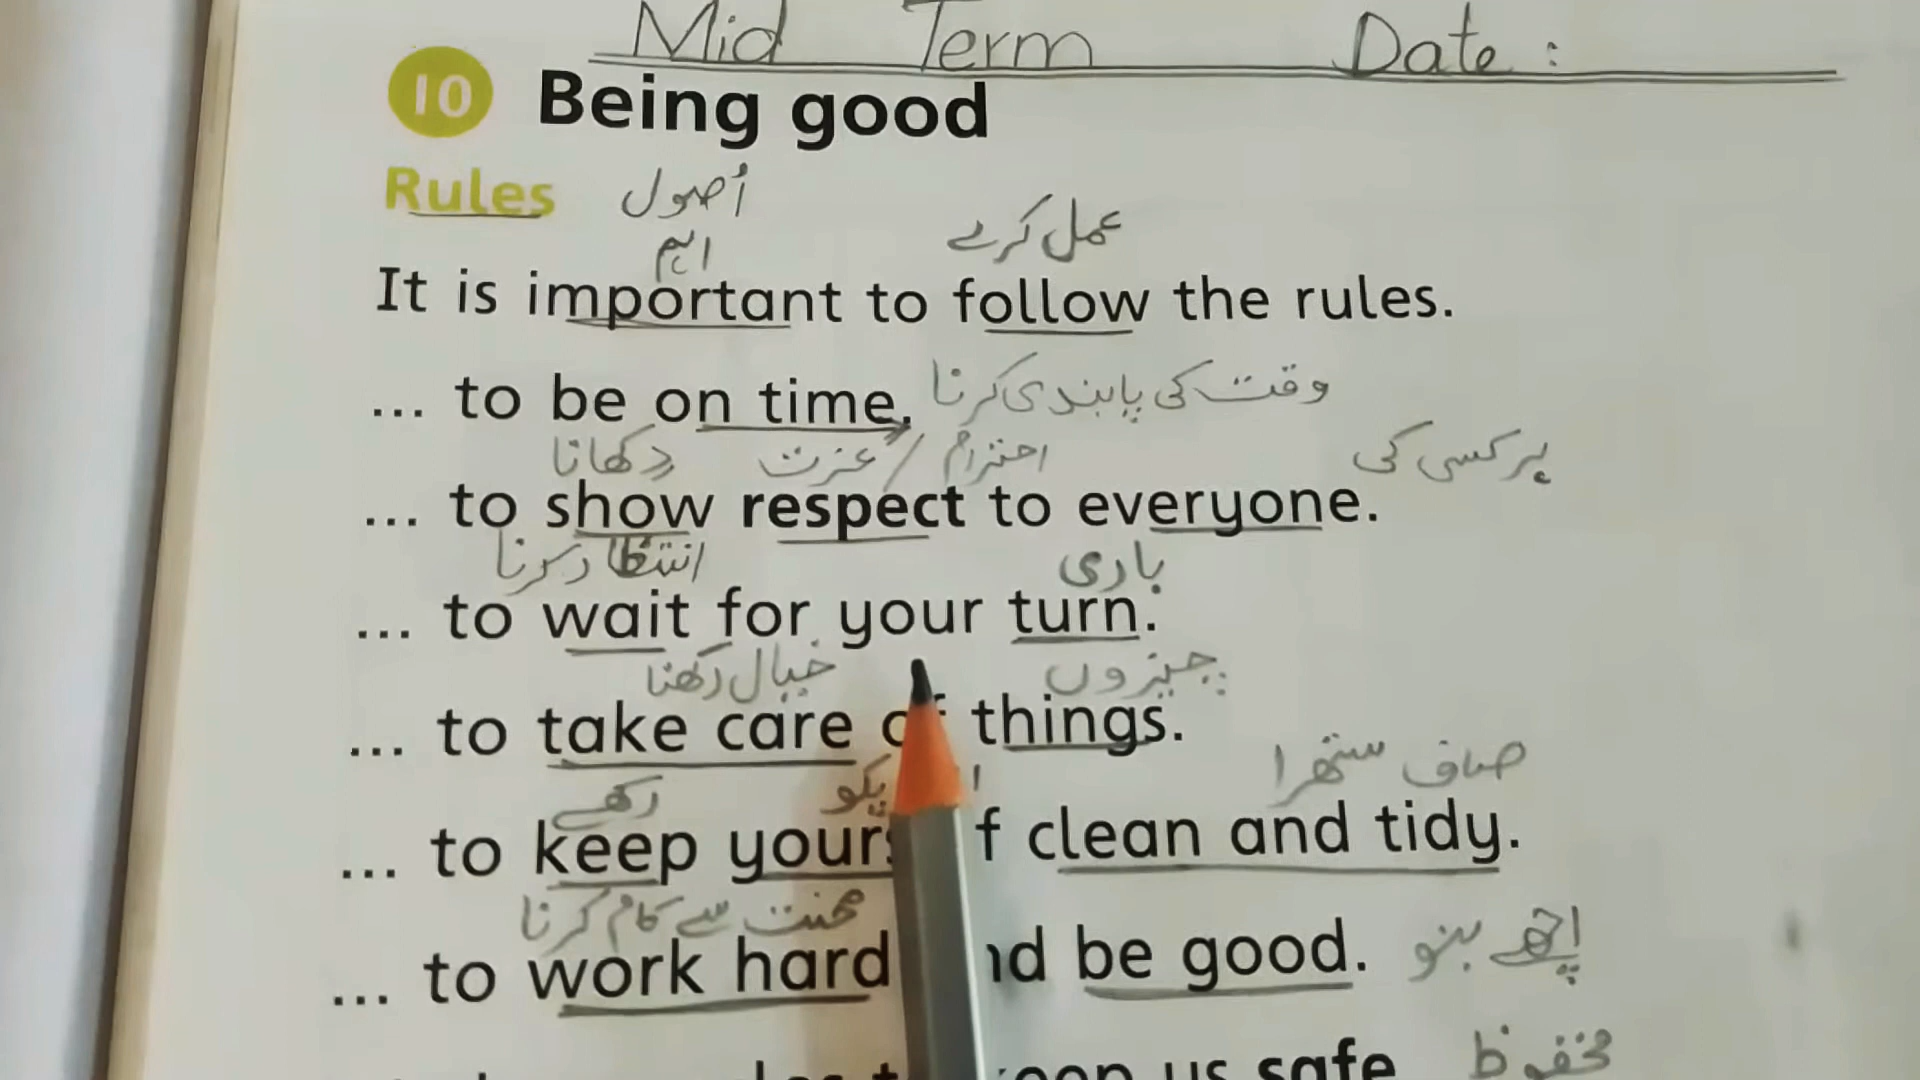 Mid Term Date:
10 Being good
Rules اُصول
اہم عمل کرے
It is important to follow the rules.
... to be on time, وقت کی پابندی کرنا
دکھانا عزت / احترام ہر کسی کی
... to show respect to everyone.
انتظار کرنا باری
... to wait for your turn.
خیال رکھنا چیزوں
... to take care of things.
رکھے صاف ستھرا
... to keep clean and tidy.
محنت سے کام کرنا
... to work hard be good. اچھے بنو
us safe محفوظ